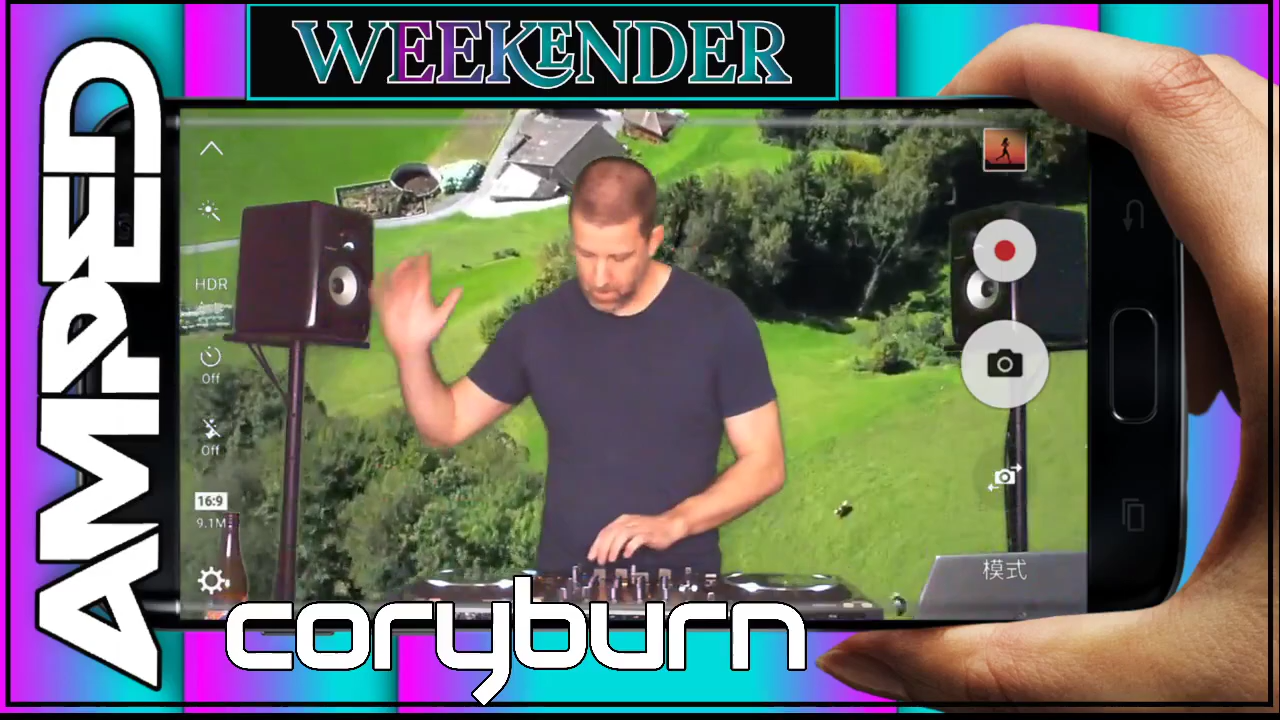 WEEKENDER
AMPED
HDR
Off
Off
16:9
9.1M
模式
coryburn